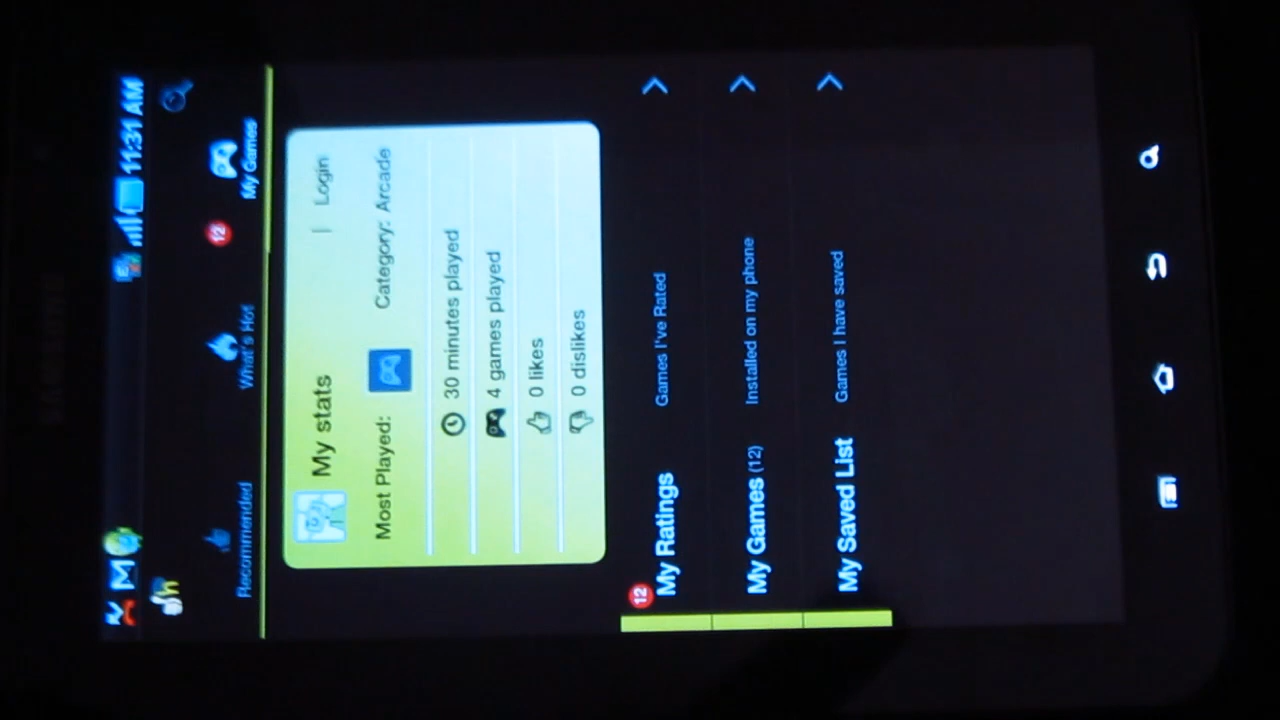 11:31 AM
Recommended
What's Hot
12
My Games
My stats | Login
Most Played: Category: Arcade
30 minutes played
4 games played
0 likes
0 dislikes
12
My Ratings Games I've Rated
My Games (12) Installed on my phone
My Saved List Games I have saved